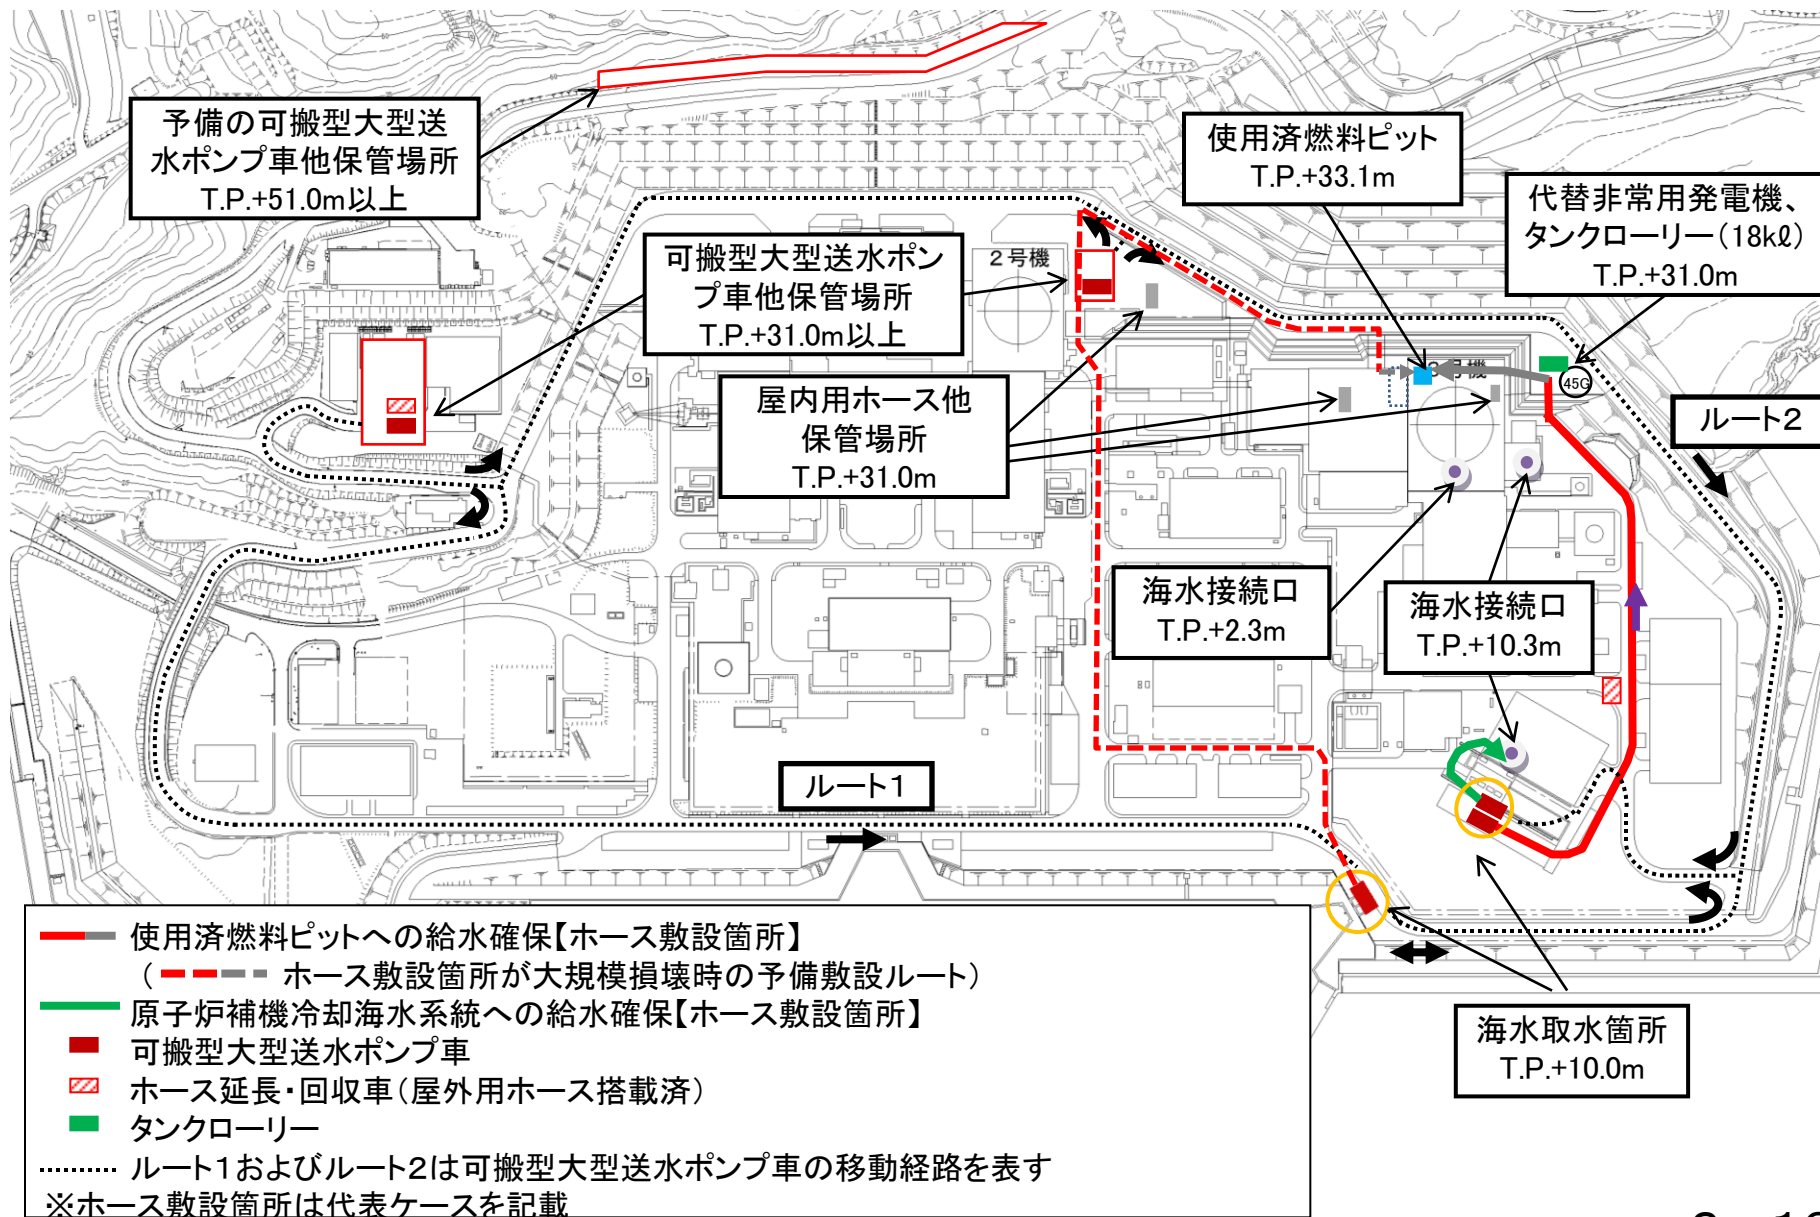 予備の可搬型大型送
水ポンプ車他保管場所
T.P.+51.0m以上
使用済燃料ピット
T.P.+33.1m
代替非常用発電機、
タンクローリー(18kℓ)
T.P.+31.0m
可搬型大型送水ポン
プ車他保管場所
T.P.+31.0m以上
2号機
号機
45G
屋内用ホース他
保管場所
T.P.+31.0m
ルート2
海水接続口
T.P.+2.3m
海水接続口
T.P.+10.3m
ルート1
海水取水箇所
T.P.+10.0m
使用済燃料ピットへの給水確保【ホース敷設箇所】
( ホース敷設箇所が大規模損壊時の予備敷設ルート)
原子炉補機冷却海水系統への給水確保【ホース敷設箇所】
可搬型大型送水ポンプ車
ホース延長・回収車(屋外用ホース搭載済)
タンクローリー
ルート1およびルート2は可搬型大型送水ポンプ車の移動経路を表す
※ホース敷設箇所は代表ケースを記載